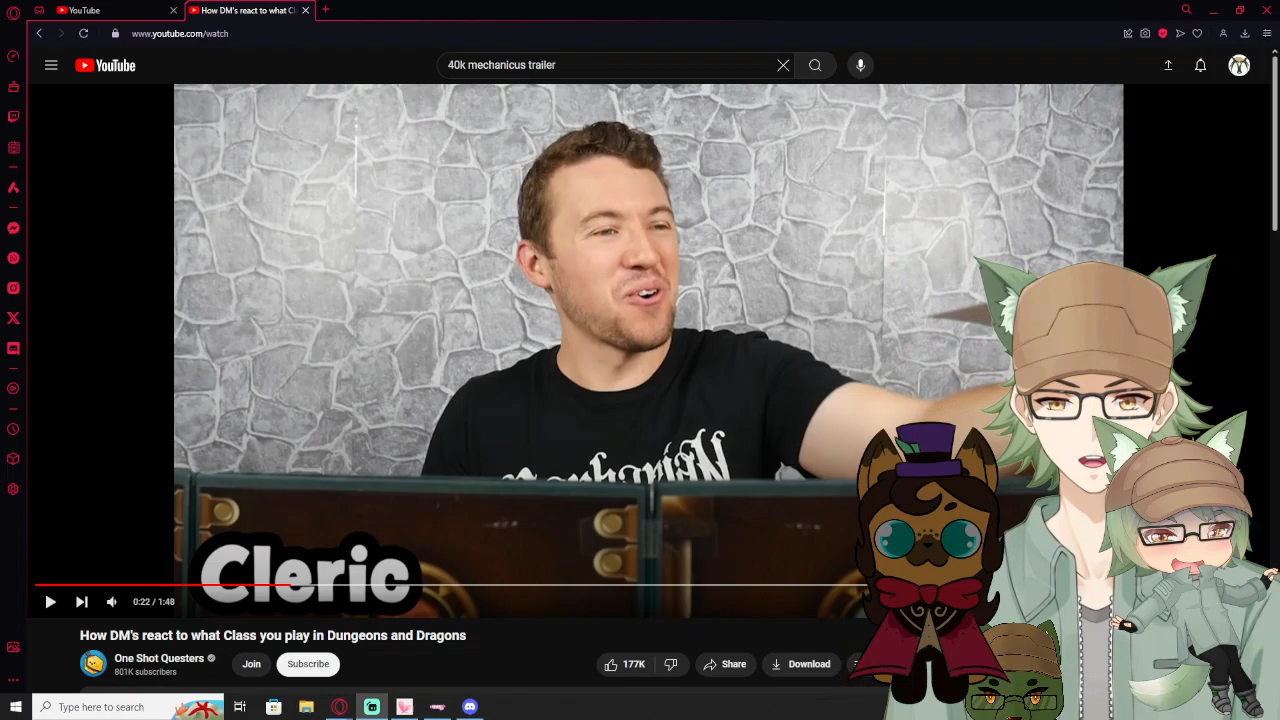 YouTube
How DM's react to what Cl
www.youtube.com/watch
YouTube
40k mechanicus trailer
Cleric
0:22 / 1:48
How DM's react to what Class you play in Dungeons and Dragons
One Shot Questers
801K subscribers
Join
Subscribe
177K
Share
Download
Type here to search